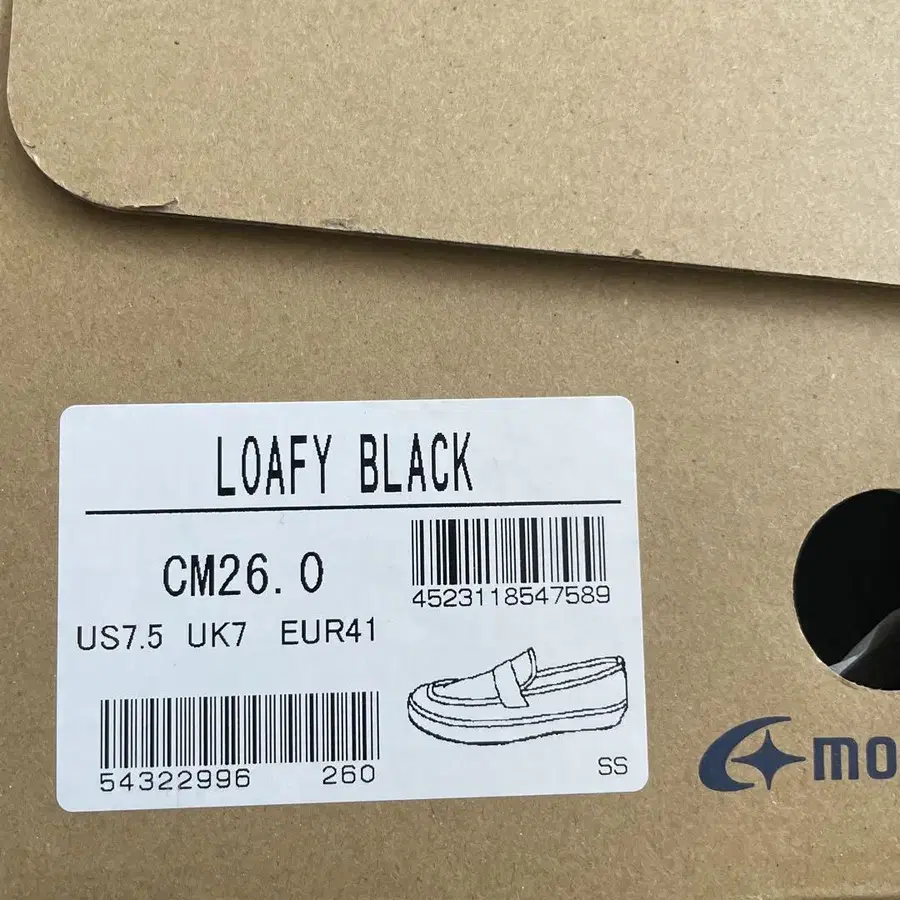 LOAFY BLACK
CM26.0
4523118547589
US7.5 UK7 EUR41
54322996 260
SS
mo